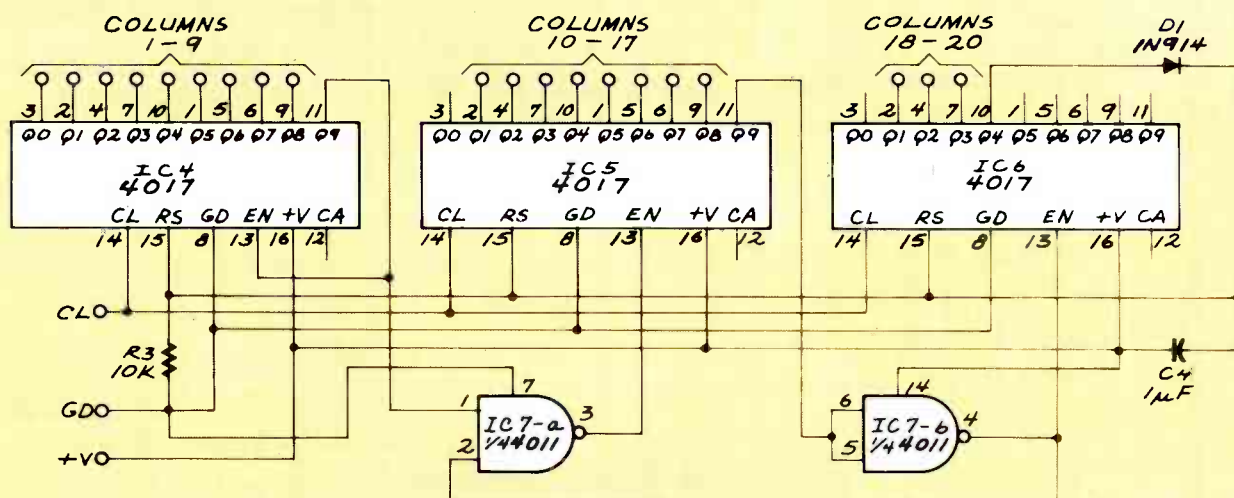 COLUMNS
1-9
COLUMNS
10-17
COLUMNS
18-20
D1
1N914
3 2 4 7 10 1 5 6 9 11
Q0 Q1 Q2 Q3 Q4 Q5 Q6 Q7 Q8 Q9
IC4
4017
CL RS GD EN +V CA
14 15 8 13 16 12
3 2 4 7 10 1 5 6 9 11
Q0 Q1 Q2 Q3 Q4 Q5 Q6 Q7 Q8 Q9
IC5
4017
CL RS GD EN +V CA
14 15 8 13 16 12
3 2 4 7 10 1 5 6 9 11
Q0 Q1 Q2 Q3 Q4 Q5 Q6 Q7 Q8 Q9
IC6
4017
CL RS GD EN +V CA
14 15 8 13 16 12
CL
R3
10K
GD
+V
7
1
2
3
IC7-a
1/4 4011
14
6
5
4
IC7-b
1/4 4011
C4
1µF